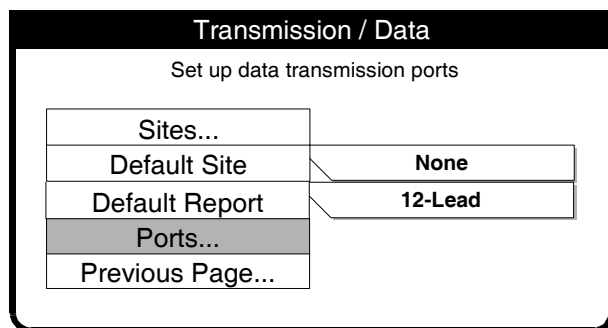 Transmission / Data
Set up data transmission ports
Sites...
Default Site
None
Default Report
12-Lead
Ports...
Previous Page...